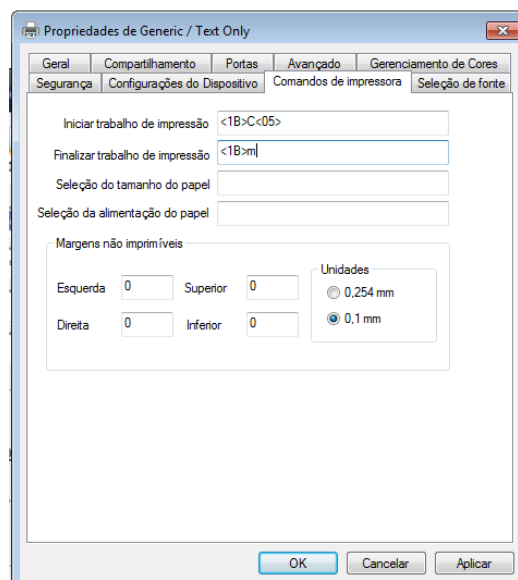 Propriedades de Generic / Text Only
Geral Compartilhamento Portas Avançado Gerenciamento de Cores
Segurança Configurações do Dispositivo Comandos de impressora Seleção de fonte
Iniciar trabalho de impressão <1B>C<05>
Finalizar trabalho de impressão <1B>m
Seleção do tamanho do papel
Seleção da alimentação do papel
Margens não imprimíveis
Unidades
Esquerda 0 Superior 0 0,254 mm
Direita 0 Inferior 0 0,1 mm
OK Cancelar Aplicar